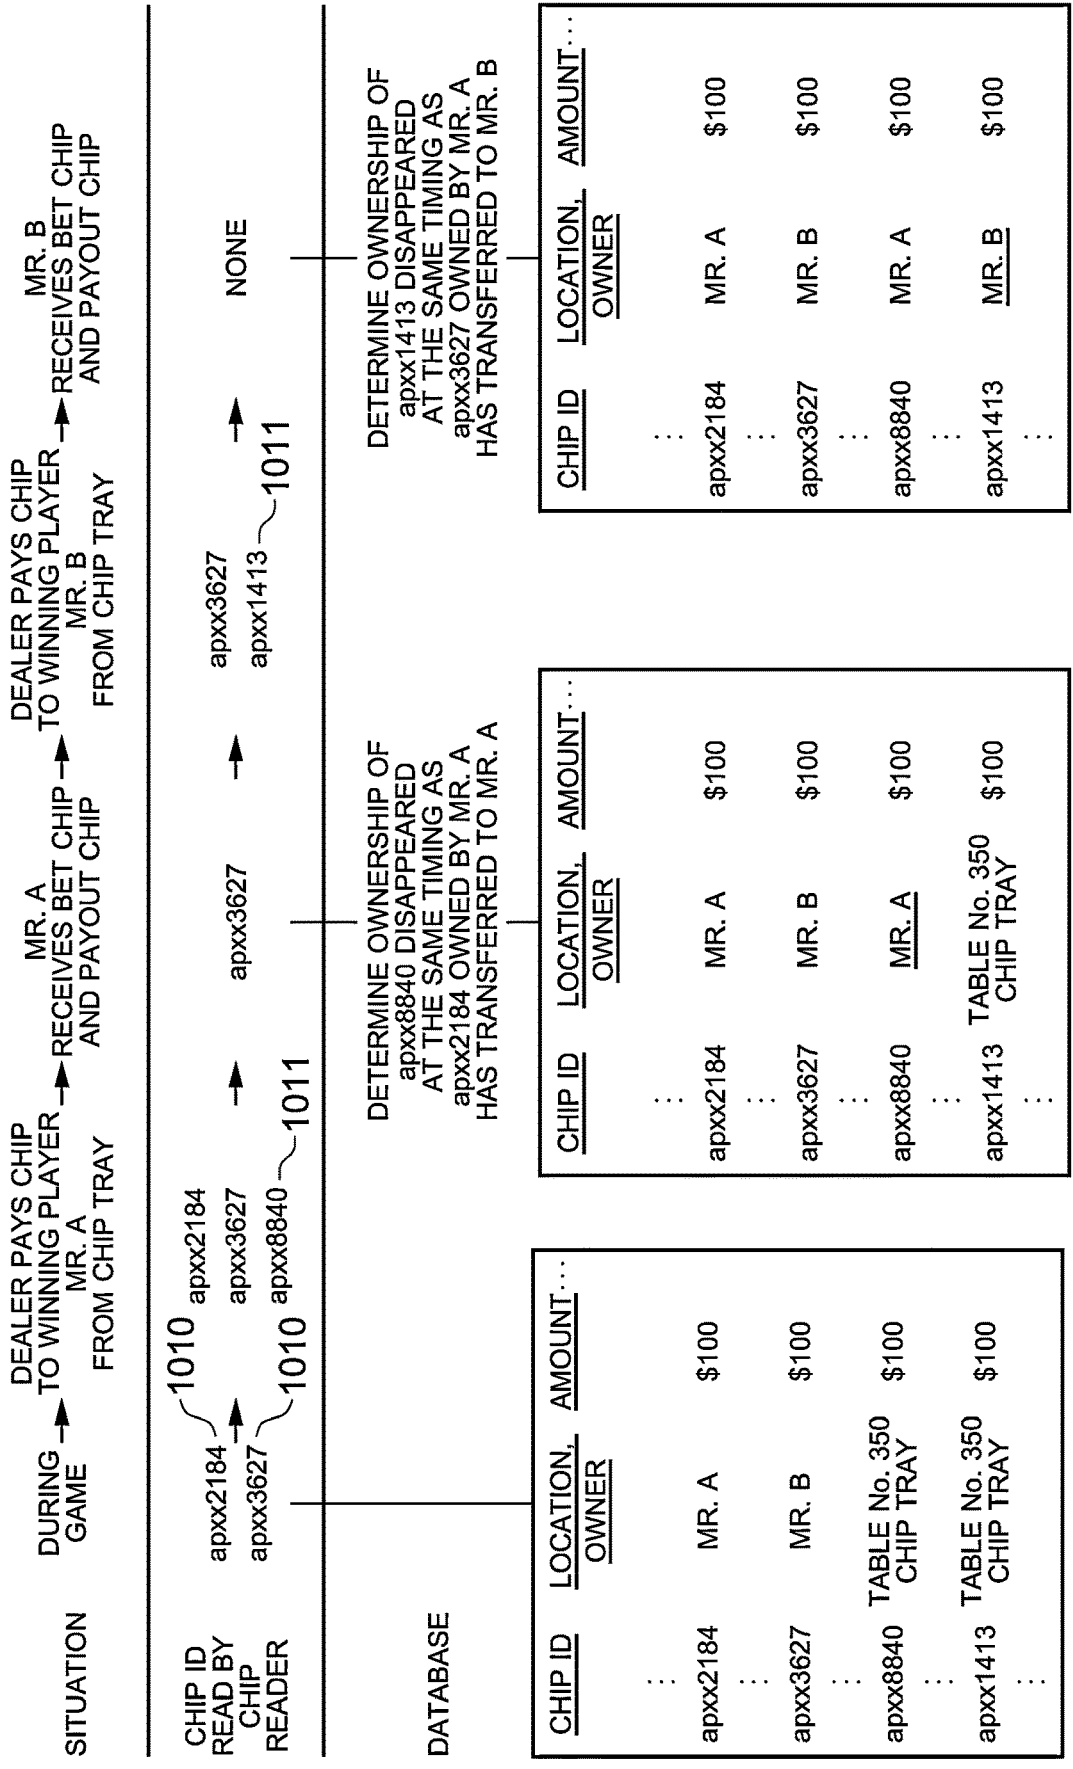 SITUATION
DURING
GAME
DEALER PAYS CHIP
TO WINNING PLAYER
MR. A
FROM CHIP TRAY
MR. A
RECEIVES BET CHIP
AND PAYOUT CHIP
DEALER PAYS CHIP
TO WINNING PLAYER
MR. B
FROM CHIP TRAY
MR. B
RECEIVES BET CHIP
AND PAYOUT CHIP
CHIP ID
READ BY
CHIP
READER
apxx2184
1010
apxx3627
1010
apxx2184
apxx3627
apxx8840
1011
apxx3627
apxx3627
apxx1413
1011
NONE
DATABASE
DETERMINE OWNERSHIP OF
apxx8840 DISAPPEARED
AT THE SAME TIMING AS
apxx2184 OWNED BY MR. A
HAS TRANSFERRED TO MR. A
DETERMINE OWNERSHIP OF
apxx1413 DISAPPEARED
AT THE SAME TIMING AS
apxx3627 OWNED BY MR. A
HAS TRANSFERRED TO MR. B
CHIP ID LOCATION, AMOUNT···
OWNER
⋮
apxx2184 MR. A $100
⋮
apxx3627 MR. B $100
⋮
apxx8840 TABLE No. 350 $100
CHIP TRAY
⋮
apxx1413 TABLE No. 350 $100
CHIP TRAY
⋮
CHIP ID LOCATION, AMOUNT···
OWNER
⋮
apxx2184 MR. A $100
⋮
apxx3627 MR. B $100
⋮
apxx8840 MR. A $100
⋮
apxx1413 TABLE No. 350 $100
CHIP TRAY
⋮
CHIP ID LOCATION, AMOUNT···
OWNER
⋮
apxx2184 MR. A $100
⋮
apxx3627 MR. B $100
⋮
apxx8840 MR. A $100
⋮
apxx1413 MR. B $100
⋮